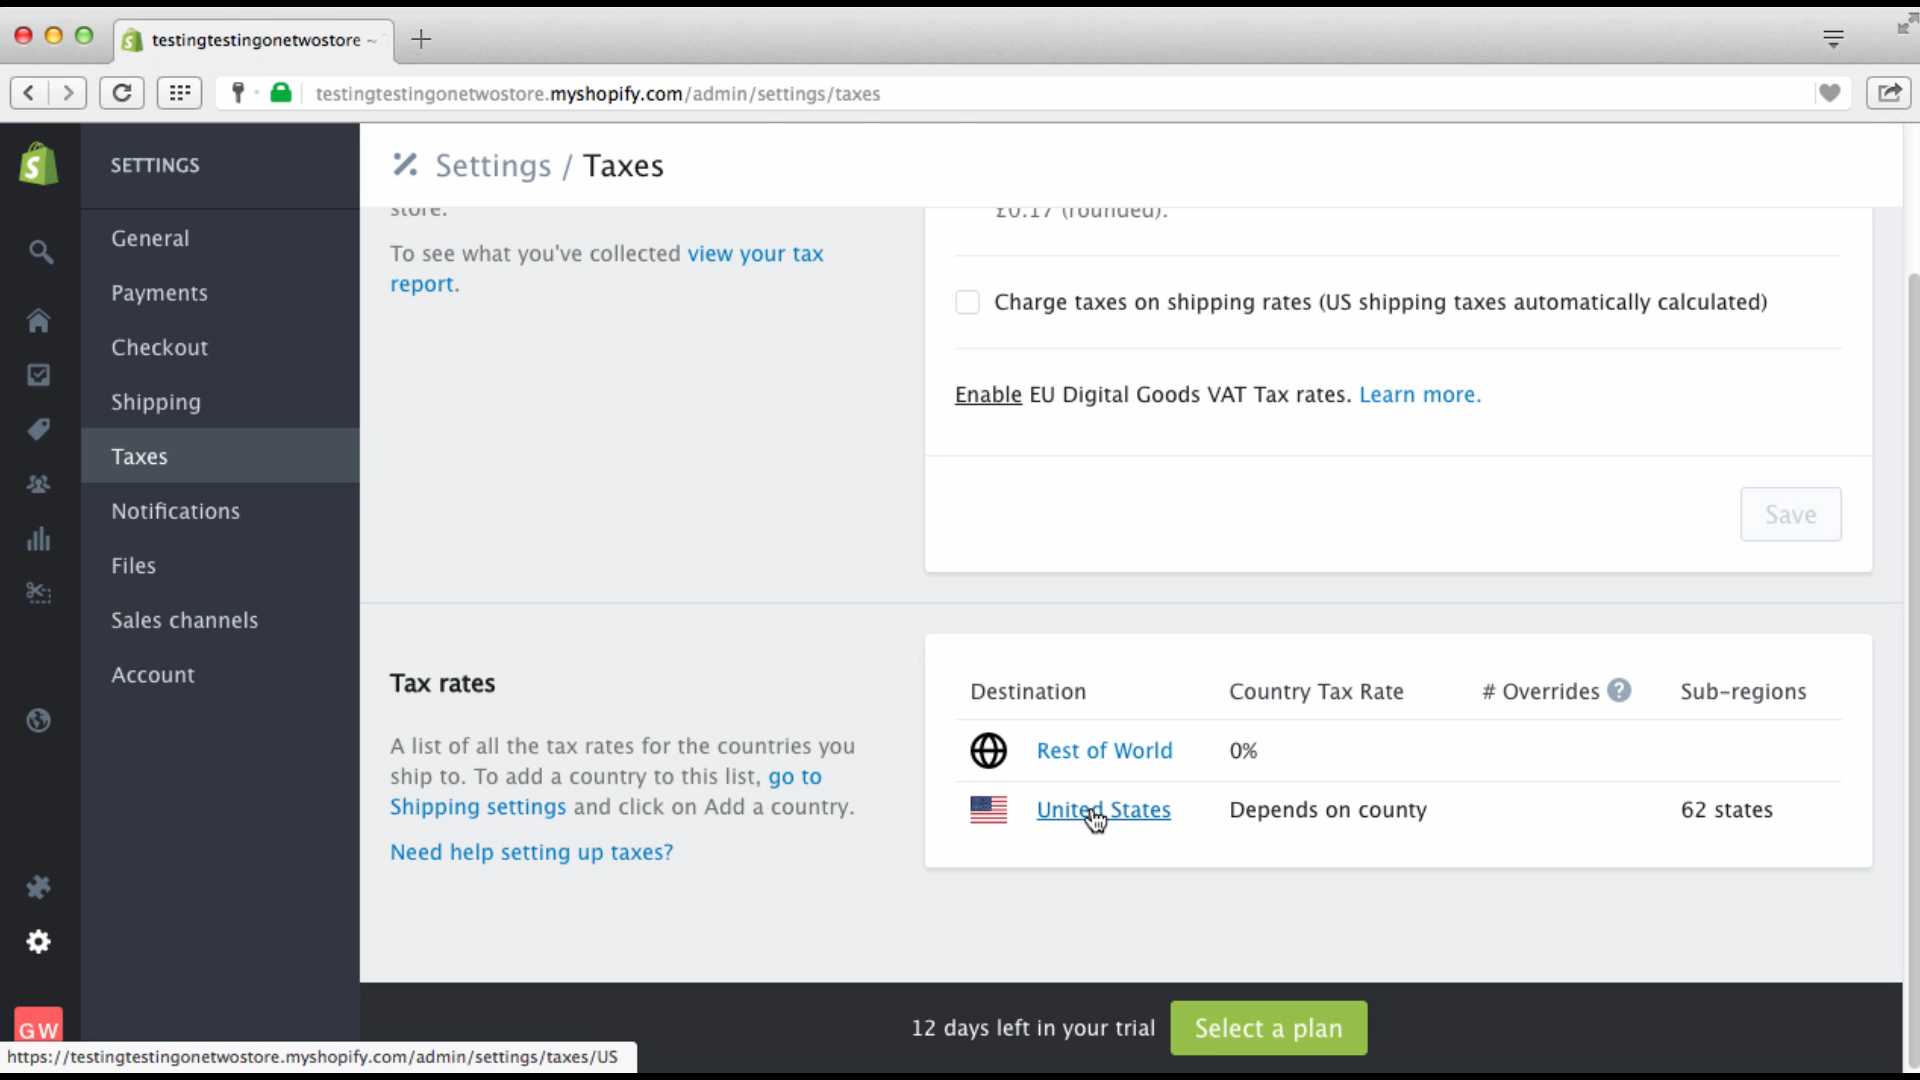 testingtestingonetwostore ~
testingtestingonetwostore.myshopify.com/admin/settings/taxes
SETTINGS
General
Payments
Checkout
Shipping
Taxes
Notifications
Files
Sales channels
Account
GW
Settings / Taxes
store.
To see what you've collected view your tax
report.
£0.17 (rounded).
Charge taxes on shipping rates (US shipping taxes automatically calculated)
Enable EU Digital Goods VAT Tax rates. Learn more.
Save
Tax rates
A list of all the tax rates for the countries you
ship to. To add a country to this list, go to
Shipping settings and click on Add a country.
Need help setting up taxes?
Destination Country Tax Rate # Overrides ? Sub-regions
Rest of World 0%
United States Depends on county 62 states
12 days left in your trial Select a plan
https://testingtestingonetwostore.myshopify.com/admin/settings/taxes/US